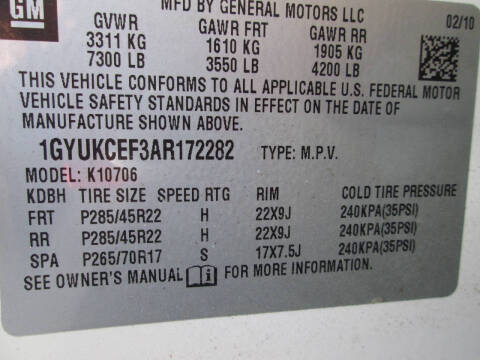 GM
MFD BY GENERAL MOTORS LLC
02/10
GVWR GAWR FRT GAWR RR
3311 KG 1610 KG 1905 KG
7300 LB 3550 LB 4200 LB
THIS VEHICLE CONFORMS TO ALL APPLICABLE U.S. FEDERAL MOTOR
VEHICLE SAFETY STANDARDS IN EFFECT ON THE DATE OF
MANUFACTURE SHOWN ABOVE.
1GYUKCEF3AR172282 TYPE: M.P.V.
MODEL: K10706
KDBH TIRE SIZE SPEED RTG RIM COLD TIRE PRESSURE
FRT P285/45R22 H 22X9J 240KPA(35PSI)
RR P285/45R22 H 22X9J 240KPA(35PSI)
SPA P265/70R17 S 17X7.5J 240KPA(35PSI)
SEE OWNER'S MANUAL FOR MORE INFORMATION.